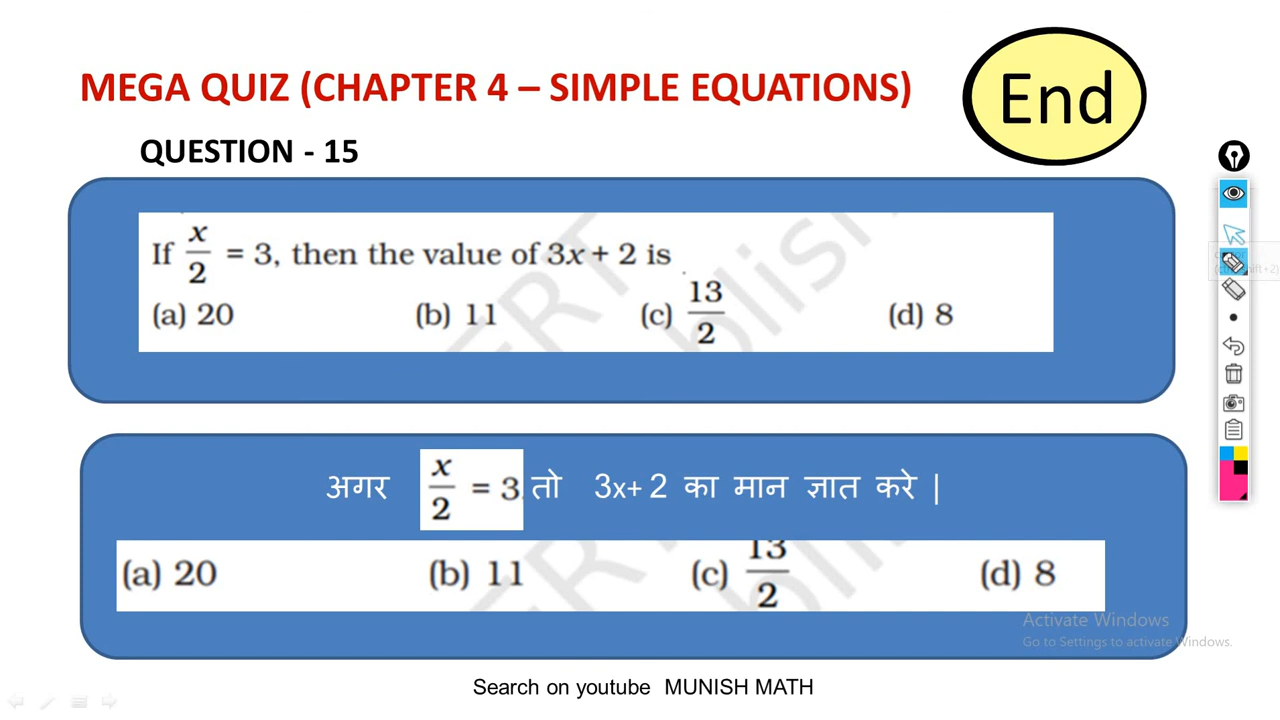 MEGA QUIZ (CHAPTER 4 – SIMPLE EQUATIONS)
End
QUESTION - 15
If x/2 = 3, then the value of 3x + 2 is
(a) 20 (b) 11 (c) 13/2 (d) 8
अगर x/2 = 3 तो 3x+ 2 का मान ज्ञात करे |
(a) 20 (b) 11 (c) 13/2 (d) 8
Activate Windows
Go to Settings to activate Windows.
Search on youtube MUNISH MATH